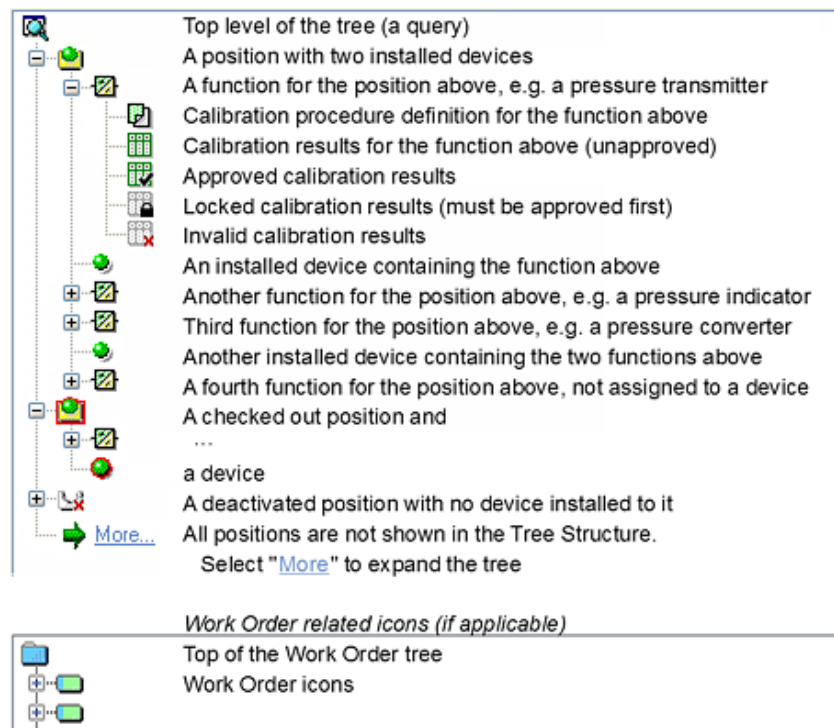 Top level of the tree (a query)
A position with two installed devices
A function for the position above, e.g. a pressure transmitter
Calibration procedure definition for the function above
Calibration results for the function above (unapproved)
Approved calibration results
Locked calibration results (must be approved first)
Invalid calibration results
An installed device containing the function above
Another function for the position above, e.g. a pressure indicator
Third function for the position above, e.g. a pressure converter
Another installed device containing the two functions above
A fourth function for the position above, not assigned to a device
A checked out position and
...
a device
A deactivated position with no device installed to it
More... All positions are not shown in the Tree Structure.
Select "More" to expand the tree
Work Order related icons (if applicable)
Top of the Work Order tree
Work Order icons